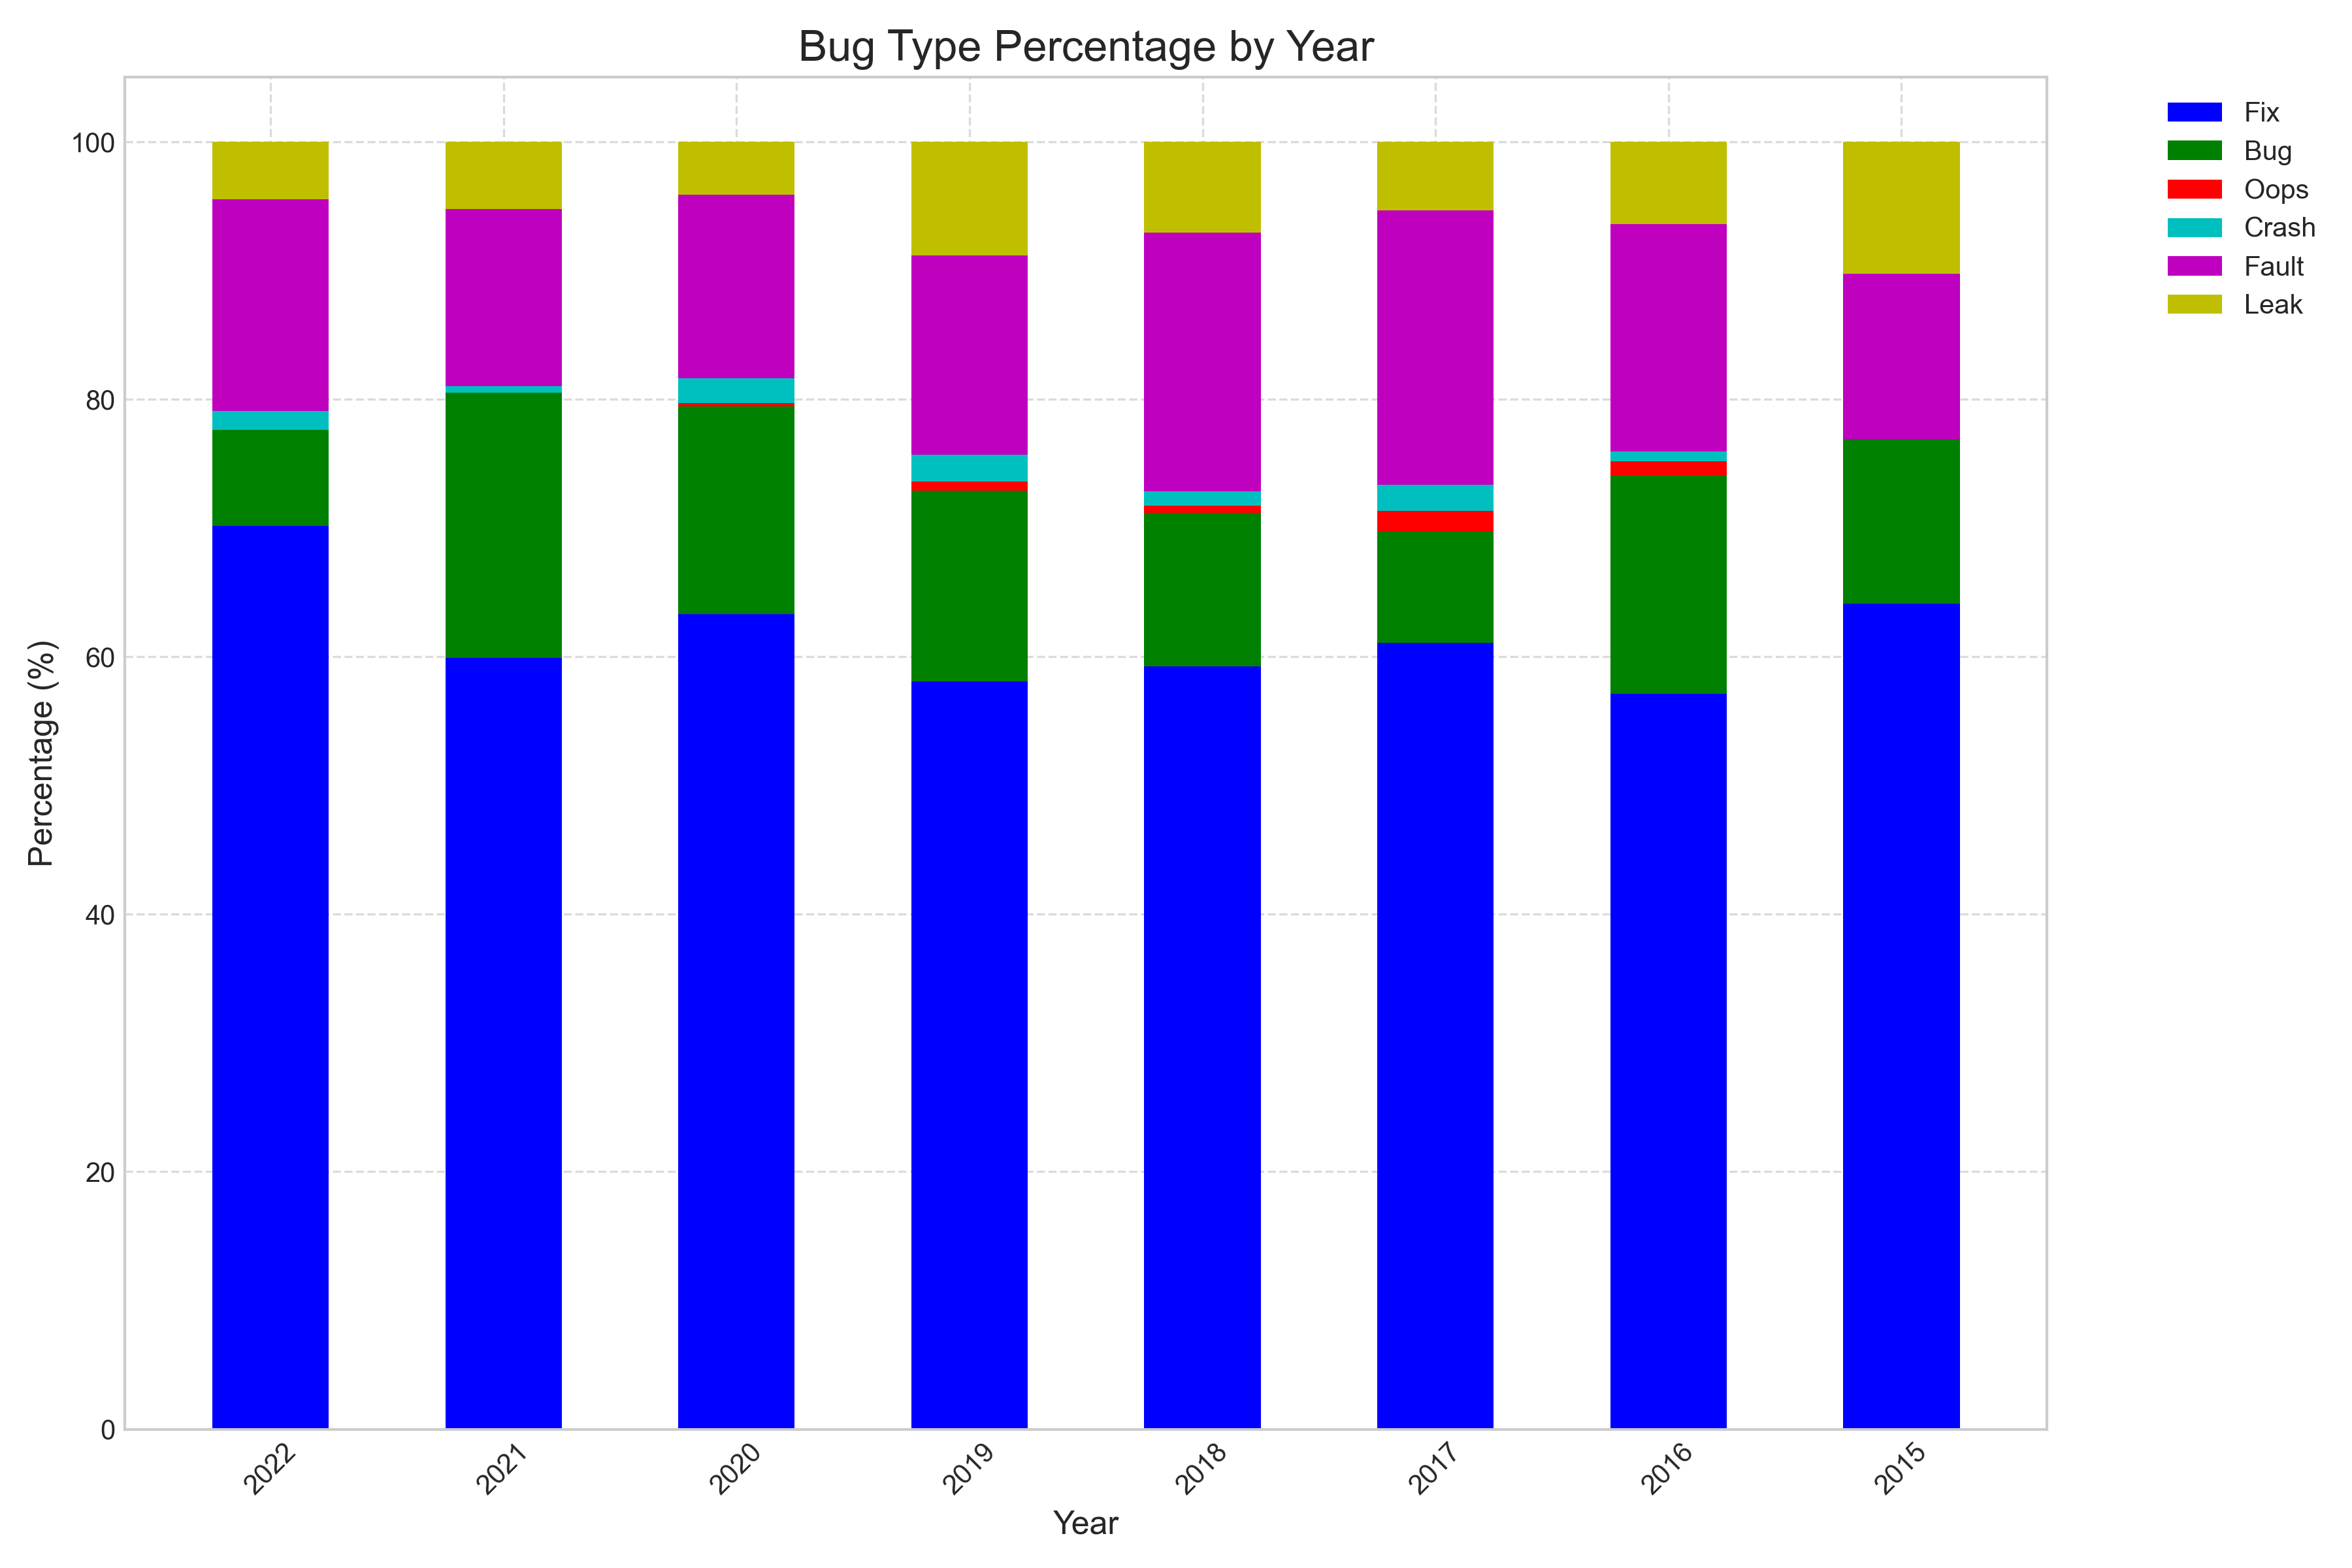 Bug Type Percentage by Year
Fix
Bug
Oops
Crash
Fault
Leak
Percentage (%)
100
80
60
40
20
0
2022
2021
2020
2019
2018
2017
2016
2015
Year